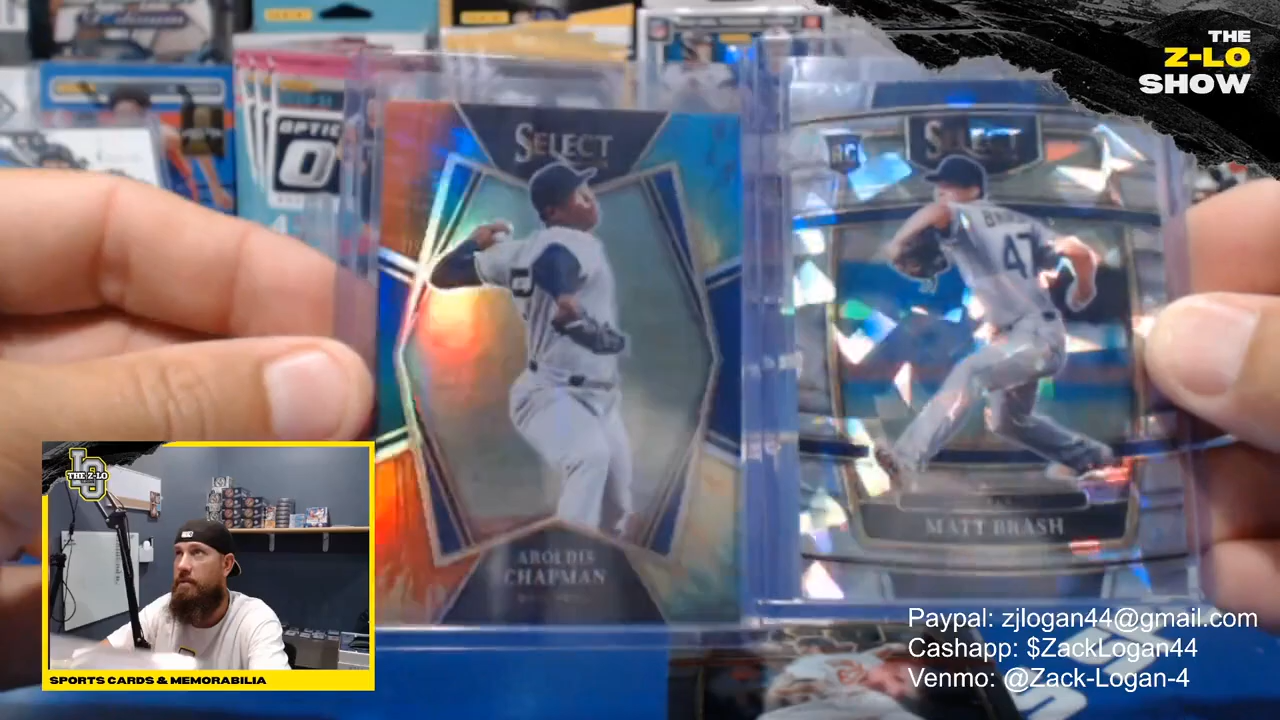 THE
Z-LO
SHOW
OPTIC
SELECT
RC
SELECT
47
AROLDIS
CHAPMAN
MATT BRASH
THE Z-LO
SPORTS CARDS & MEMORABILIA
Paypal: zjlogan44@gmail.com
Cashapp: $ZackLogan44
Venmo: @Zack-Logan-4